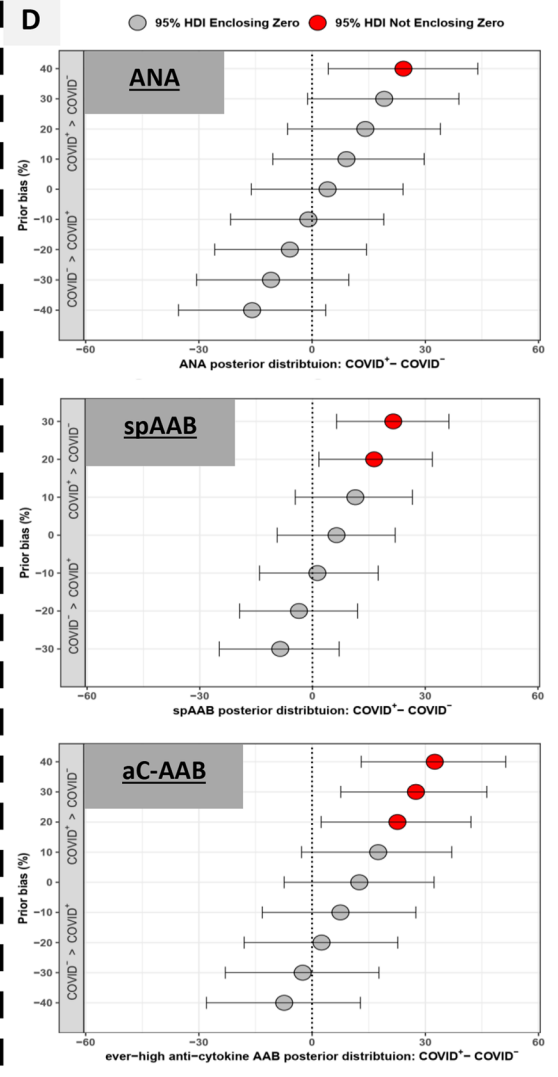 D
95% HDI Enclosing Zero 95% HDI Not Enclosing Zero
ANA
Prior bias (%)
COVID⁺ > COVID⁻
COVID⁻ > COVID⁺
40
30
20
10
0
−10
−20
−30
−40
−60 −30 0 30 60
ANA posterior distribtuion: COVID⁺− COVID⁻
spAAB
Prior bias (%)
COVID⁺ > COVID⁻
COVID⁻ > COVID⁺
30
20
10
0
−10
−20
−30
−60 −30 0 30 60
spAAB posterior distribtuion: COVID⁺− COVID⁻
aC-AAB
Prior bias (%)
COVID⁺ > COVID⁻
COVID⁻ > COVID⁺
40
30
20
10
0
−10
−20
−30
−40
−60 −30 0 30 60
ever−high anti−cytokine AAB posterior distribtuion: COVID⁺− COVID⁻